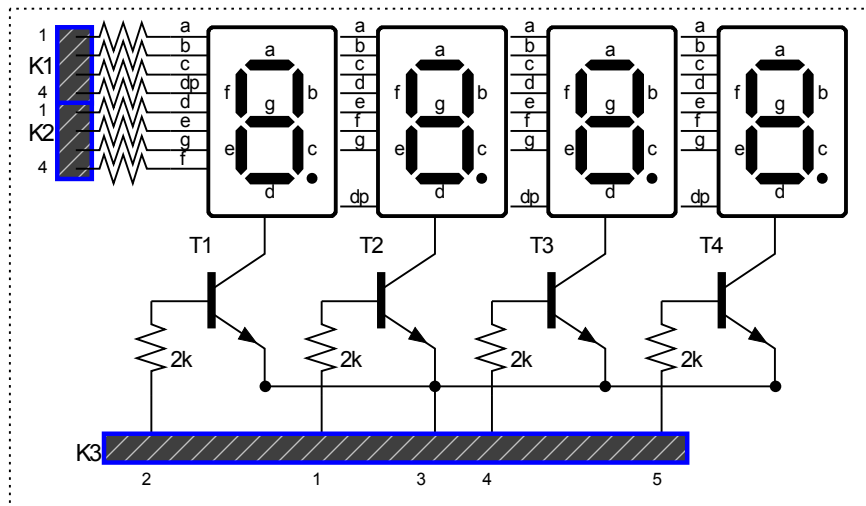 1 a a a a
b b b b
a a a a
K1 c c c c
4 dp d d d
f b f b f b f b
1 d e e e
g g g g
K2 e f f f
g g g g
e c e c e c e c
4 f
d d d d
dp dp dp
T1 T2 T3 T4
2k 2k 2k 2k
K3
2 1 3 4 5